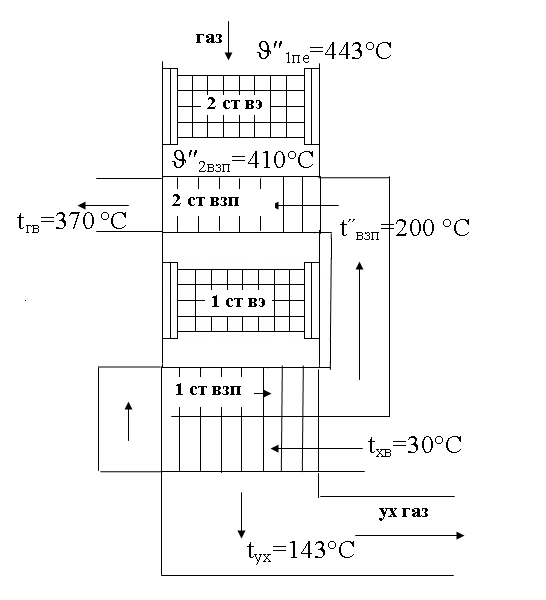 газ
ϑ″1пе=443°C
2 ст вэ
ϑ″2взп=410°C
2 ст взп
tгв=370 °C
t″взп=200 °C
1 ст вэ
1 ст взп
tхв=30°C
ух газ
tух=143°C